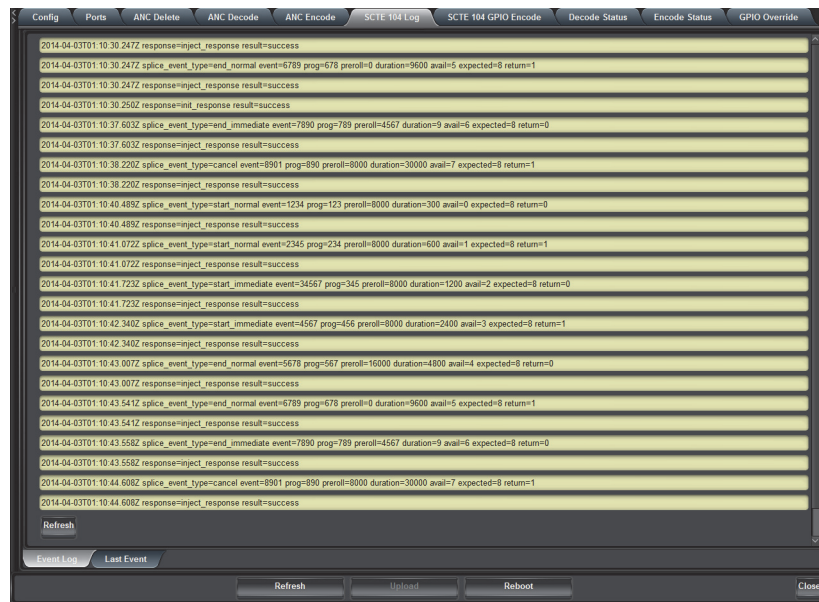 Config Ports ANC Delete ANC Decode ANC Encode SCTE 104 Log SCTE 104 GPIO Encode Decode Status Encode Status GPIO Override
2014-04-03T01:10:30.247Z response=inject_response result=success
2014-04-03T01:10:30.247Z splice_event_type=end_normal event=6789 prog=678 preroll=0 duration=9600 avail=5 expected=8 return=1
2014-04-03T01:10:30.247Z response=inject_response result=success
2014-04-03T01:10:30.250Z response=init_response result=success
2014-04-03T01:10:37.603Z splice_event_type=end_immediate event=7890 prog=789 preroll=4567 duration=9 avail=6 expected=8 return=0
2014-04-03T01:10:37.603Z response=inject_response result=success
2014-04-03T01:10:38.220Z splice_event_type=cancel event=8901 prog=890 preroll=8000 duration=30000 avail=7 expected=8 return=1
2014-04-03T01:10:38.220Z response=inject_response result=success
2014-04-03T01:10:40.489Z splice_event_type=start_normal event=1234 prog=123 preroll=8000 duration=300 avail=0 expected=8 return=0
2014-04-03T01:10:40.489Z response=inject_response result=success
2014-04-03T01:10:41.072Z splice_event_type=start_normal event=2345 prog=234 preroll=8000 duration=600 avail=1 expected=8 return=1
2014-04-03T01:10:41.072Z response=inject_response result=success
2014-04-03T01:10:41.723Z splice_event_type=start_immediate event=34567 prog=345 preroll=8000 duration=1200 avail=2 expected=8 return=0
2014-04-03T01:10:41.723Z response=inject_response result=success
2014-04-03T01:10:42.340Z splice_event_type=start_immediate event=4567 prog=456 preroll=8000 duration=2400 avail=3 expected=8 return=1
2014-04-03T01:10:42.340Z response=inject_response result=success
2014-04-03T01:10:43.007Z splice_event_type=end_normal event=5678 prog=567 preroll=16000 duration=4800 avail=4 expected=8 return=0
2014-04-03T01:10:43.007Z response=inject_response result=success
2014-04-03T01:10:43.541Z splice_event_type=end_normal event=6789 prog=678 preroll=0 duration=9600 avail=5 expected=8 return=1
2014-04-03T01:10:43.541Z response=inject_response result=success
2014-04-03T01:10:43.558Z splice_event_type=end_immediate event=7890 prog=789 preroll=4567 duration=9 avail=6 expected=8 return=0
2014-04-03T01:10:43.558Z response=inject_response result=success
2014-04-03T01:10:44.608Z splice_event_type=cancel event=8901 prog=890 preroll=8000 duration=30000 avail=7 expected=8 return=1
2014-04-03T01:10:44.608Z response=inject_response result=success
Refresh
Event Log Last Event
Refresh Upload Reboot Close